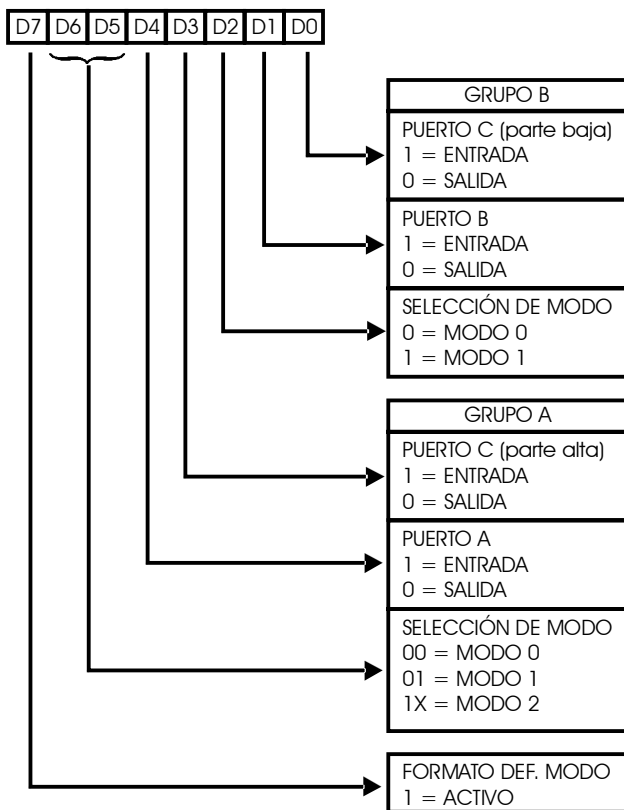 D7 D6 D5 D4 D3 D2 D1 D0
GRUPO B
PUERTO C (parte baja)
1 = ENTRADA
0 = SALIDA
PUERTO B
1 = ENTRADA
0 = SALIDA
SELECCIÓN DE MODO
0 = MODO 0
1 = MODO 1
GRUPO A
PUERTO C (parte alta)
1 = ENTRADA
0 = SALIDA
PUERTO A
1 = ENTRADA
0 = SALIDA
SELECCIÓN DE MODO
00 = MODO 0
01 = MODO 1
1X = MODO 2
FORMATO DEF. MODO
1 = ACTIVO